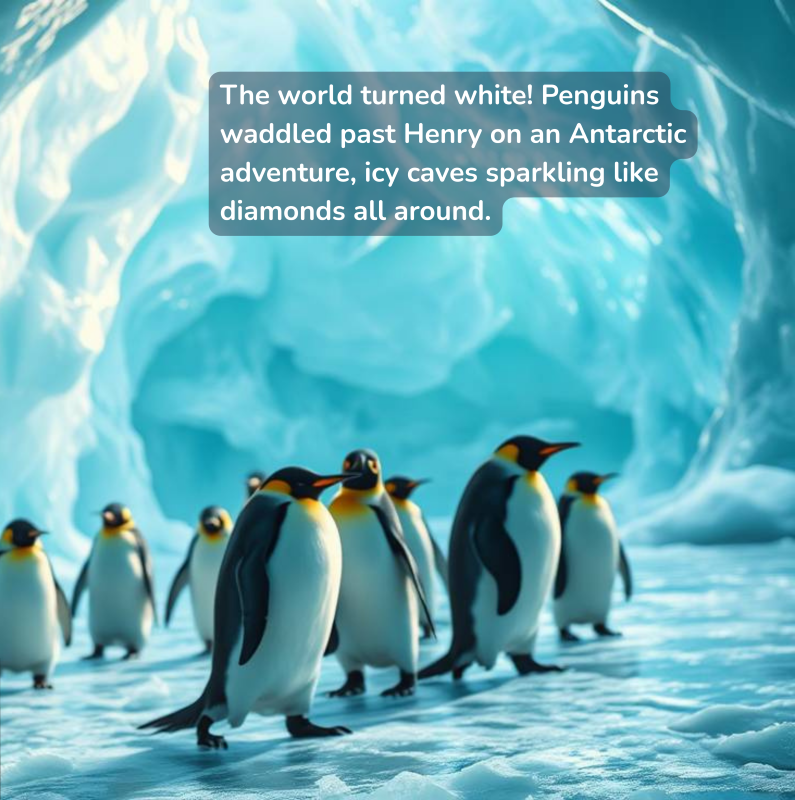 The world turned white! Penguins
waddled past Henry on an Antarctic
adventure, icy caves sparkling like
diamonds all around.